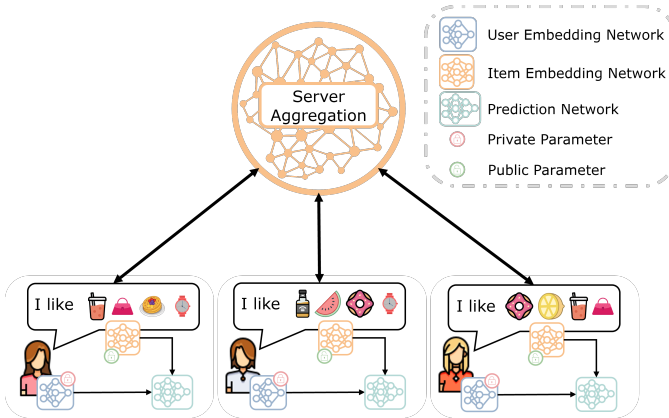 Server
Aggregation
User Embedding Network
Item Embedding Network
Prediction Network
Private Parameter
Public Parameter
I like
I like
I like